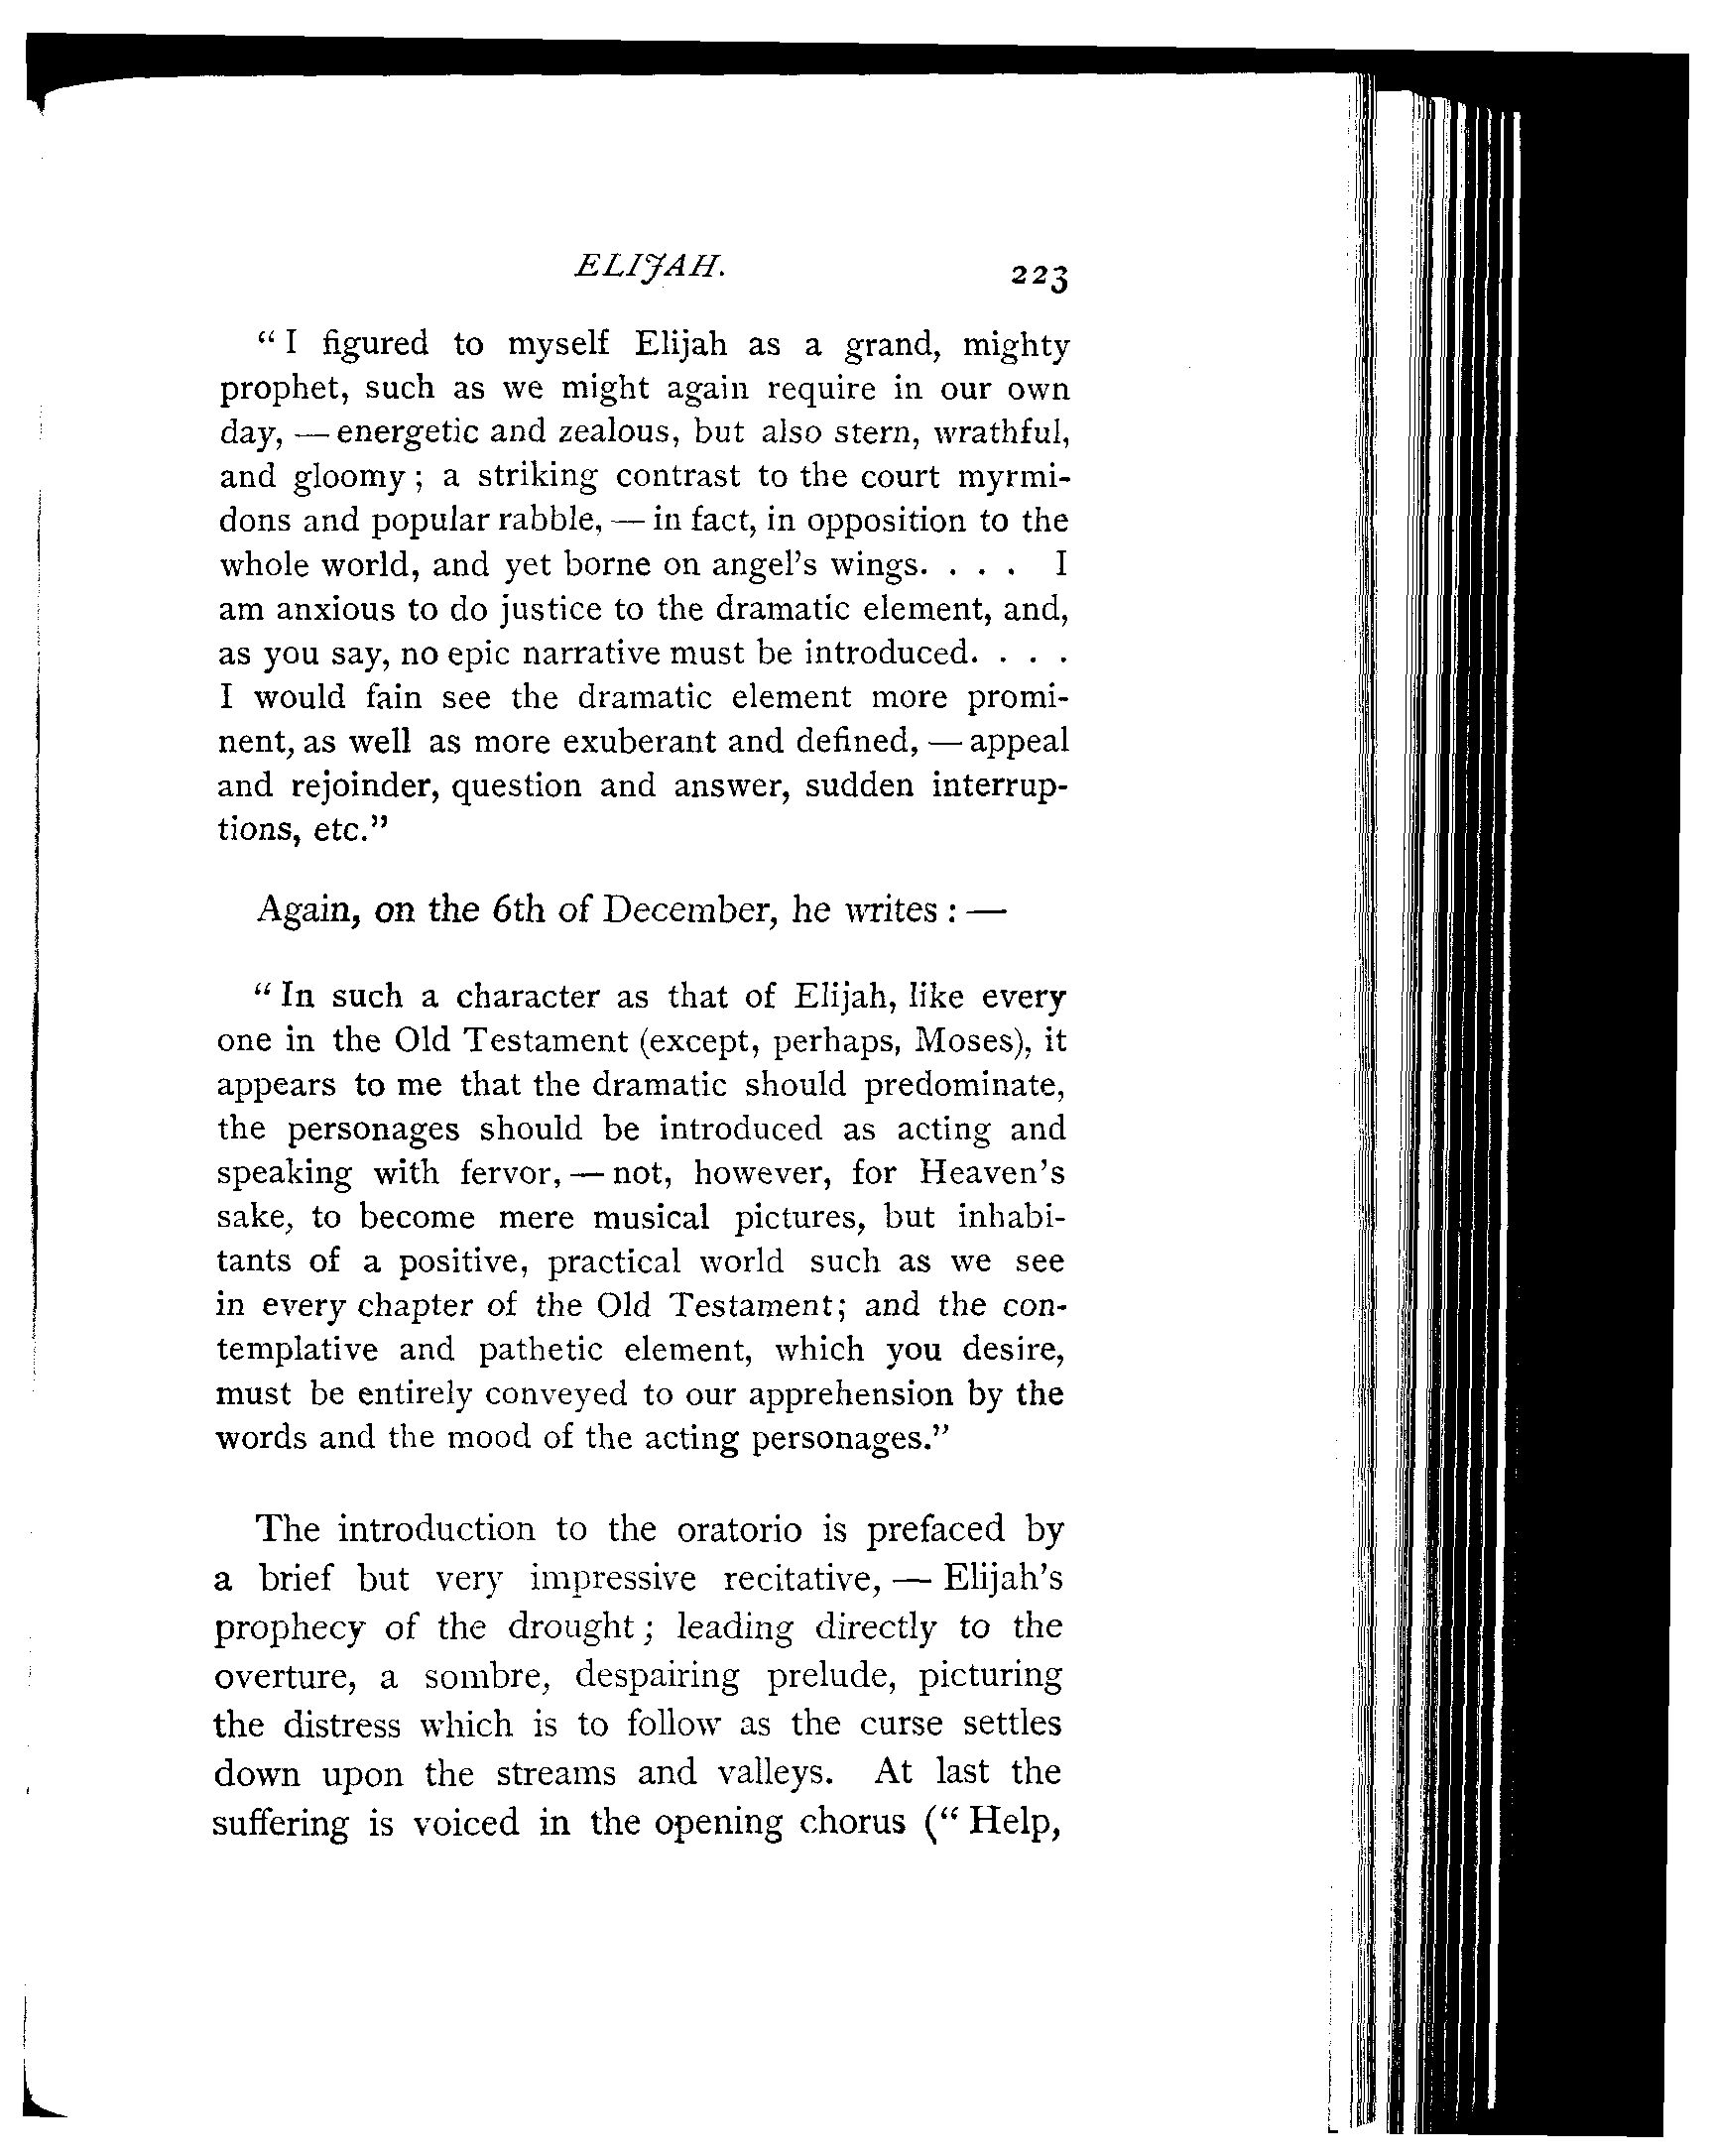 ELIJAH.
223
“ I figured to myself Elijah as a grand, mighty
prophet, such as we might again require in our own
day, — energetic and zealous, but also stern, wrathful,
and gloomy ; a striking contrast to the court myrmi-
dons and popular rabble, — in fact, in opposition to the
whole world, and yet borne on angel's wings. . . . I
am anxious to do justice to the dramatic element, and,
as you say, no epic narrative must be introduced. . . .
I would fain see the dramatic element more promi-
nent, as well as more exuberant and defined, — appeal
and rejoinder, question and answer, sudden interrup-
tions, etc.”
Again, on the 6th of December, he writes : —
“ In such a character as that of Elijah, like every
one in the Old Testament (except, perhaps, Moses), it
appears to me that the dramatic should predominate,
the personages should be introduced as acting and
speaking with fervor, — not, however, for Heaven's
sake, to become mere musical pictures, but inhabi-
tants of a positive, practical world such as we see
in every chapter of the Old Testament; and the con-
templative and pathetic element, which you desire,
must be entirely conveyed to our apprehension by the
words and the mood of the acting personages.”
The introduction to the oratorio is prefaced by
a brief but very impressive recitative, — Elijah's
prophecy of the drought ; leading directly to the
overture, a sombre, despairing prelude, picturing
the distress which is to follow as the curse settles
down upon the streams and valleys. At last the
suffering is voiced in the opening chorus (“ Help,